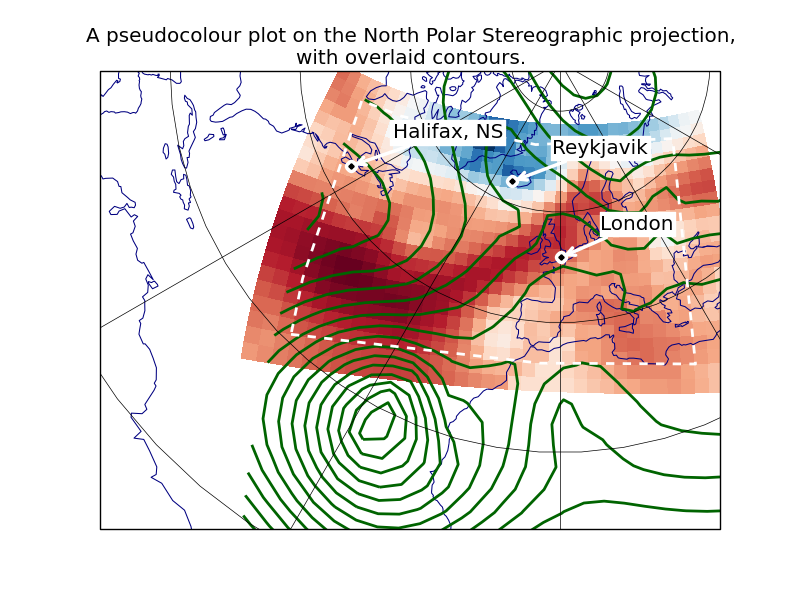 A pseudocolour plot on the North Polar Stereographic projection,
with overlaid contours.
Halifax, NS
Reykjavik
London